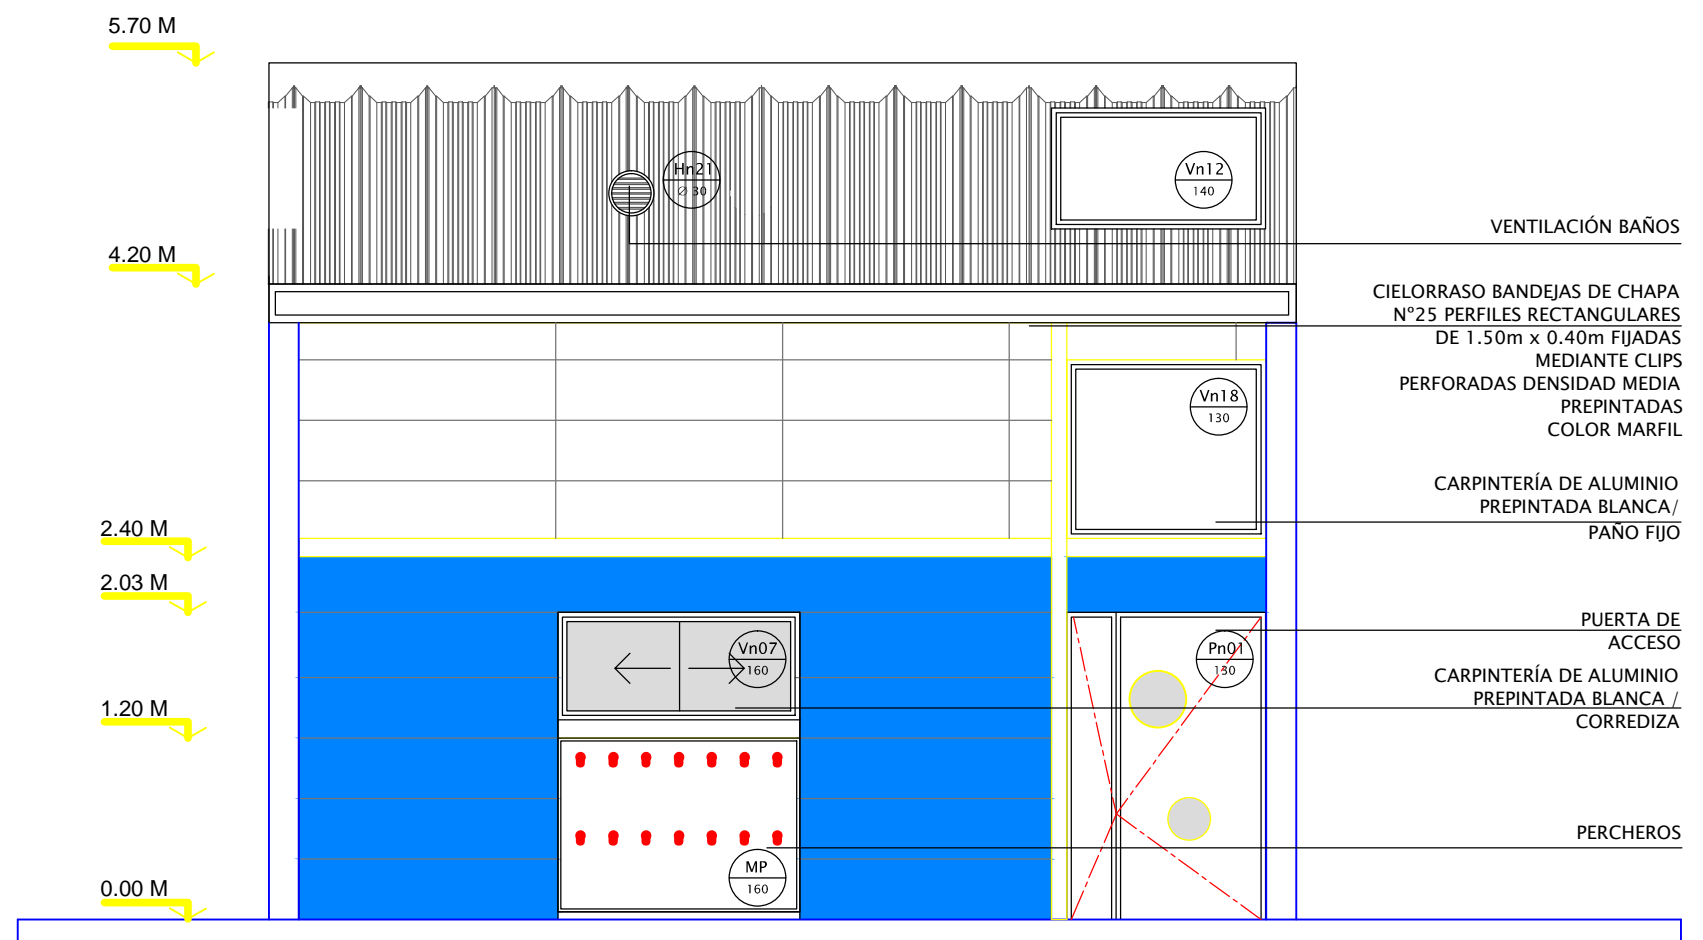 5.70 M
Hn21
Ø 30
Vn12
140
VENTILACIÓN BAÑOS
4.20 M
CIELORRASO BANDEJAS DE CHAPA
Nº25 PERFILES RECTANGULARES
DE 1.50m x 0.40m FIJADAS
MEDIANTE CLIPS
PERFORADAS DENSIDAD MEDIA
PREPINTADAS
COLOR MARFIL
Vn18
130
CARPINTERÍA DE ALUMINIO
PREPINTADA BLANCA/
PAÑO FIJO
2.40 M
2.03 M
PUERTA DE
ACCESO
Vn07
160
Pn01
130
CARPINTERÍA DE ALUMINIO
PREPINTADA BLANCA /
CORREDIZA
1.20 M
PERCHEROS
MP
160
0.00 M